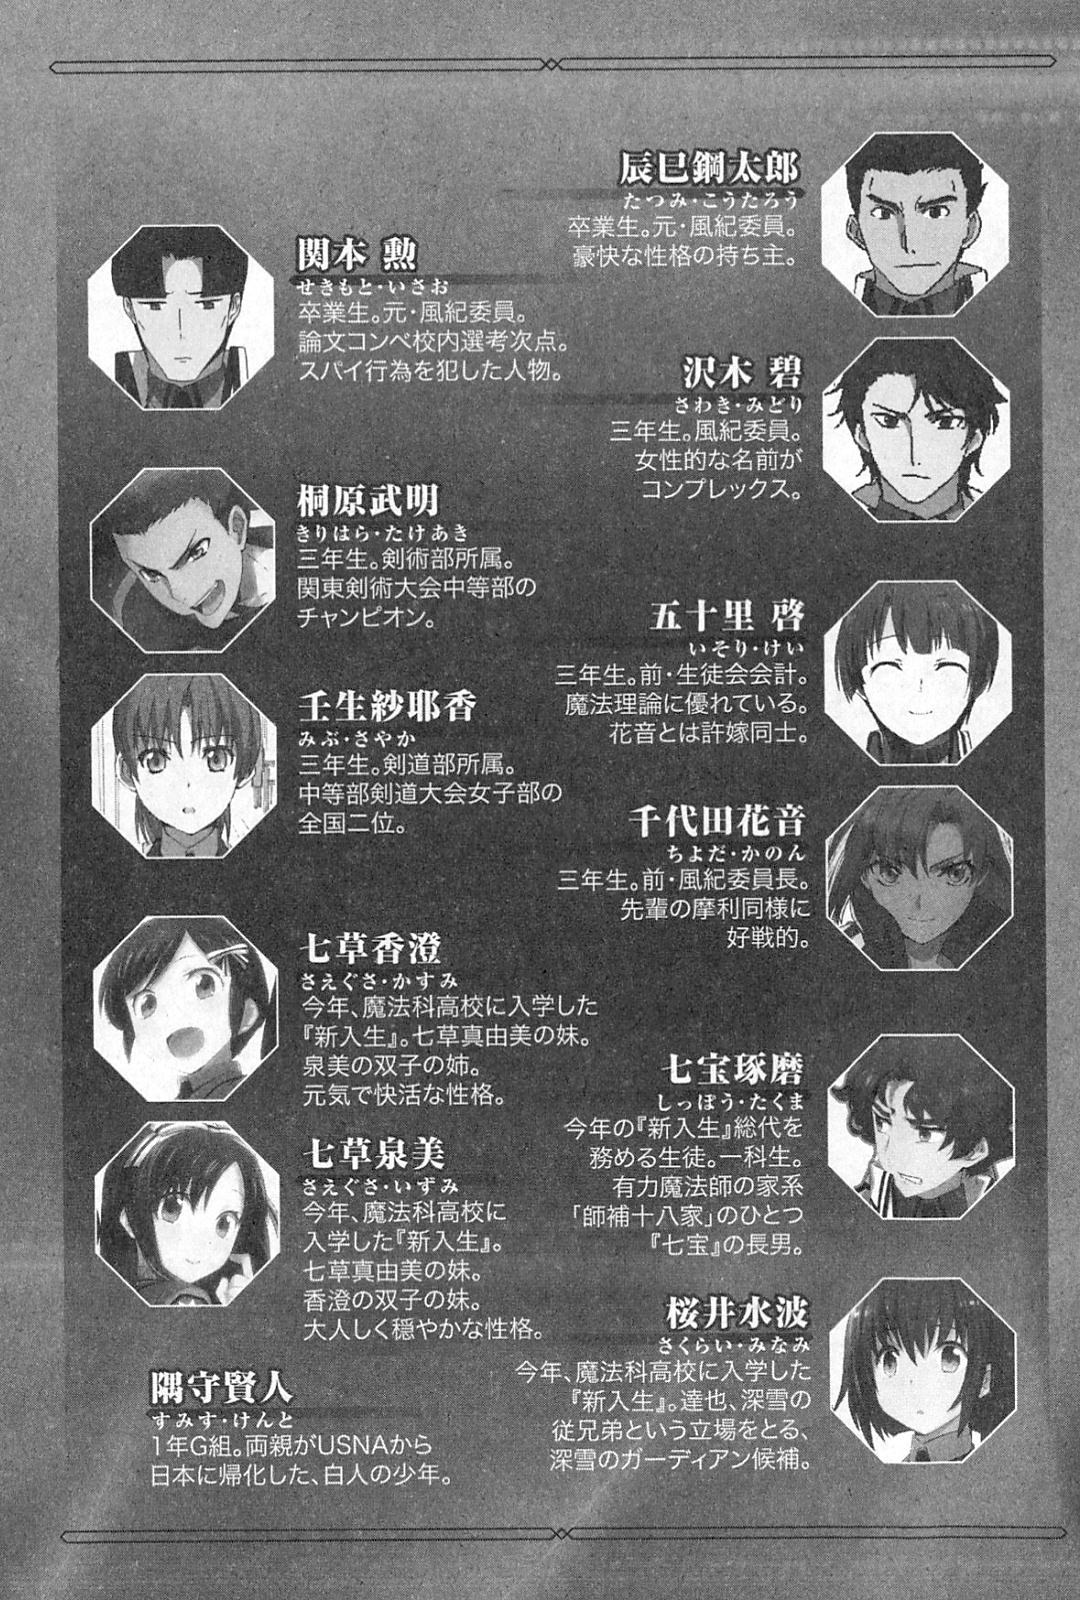 辰巳鋼太郎
たつみ・こうたろう
卒業生。元・風紀委員。
豪快な性格の持ち主。
関本 勲
せきもと・いさお
卒業生。元・風紀委員。
論文コンペ校内選考次点。
スパイ行為を犯した人物。
沢木 碧
さわき・みどり
三年生。風紀委員。
女性的な名前が
コンプレックス。
桐原武明
きりはら・たけあき
三年生。剣術部所属。
関東剣術大会中等部の
チャンピオン。
五十里 啓
いそり・けい
三年生。前・生徒会会計。
魔法理論に優れている。
花音とは許嫁同士。
壬生紗耶香
みぶ・さやか
三年生。剣道部所属。
中等部剣道大会女子部の
全国二位。
千代田花音
ちよだ・かのん
三年生。前・風紀委員長。
先輩の摩利同様に
好戦的。
七草香澄
さえぐさ・かすみ
今年、魔法科高校に入学した
『新入生』。七草真由美の妹。
泉美の双子の姉。
元気で快活な性格。
七宝琢磨
しっぽう・たくま
今年の『新入生』総代を
務める生徒。一科生。
有力魔法師の家系
「師補十八家」のひとつ
『七宝』の長男。
七草泉美
さえぐさ・いずみ
今年、魔法科高校に
入学した『新入生』。
七草真由美の妹。
香澄の双子の妹。
大人しく穏やかな性格。
桜井水波
さくらい・みなみ
今年、魔法科高校に入学した
『新入生』。達也、深雪の
従兄弟という立場をとる、
深雪のガーディアン候補。
隅守賢人
すみす・けんと
1年G組。両親がUSNAから
日本に帰化した、白人の少年。